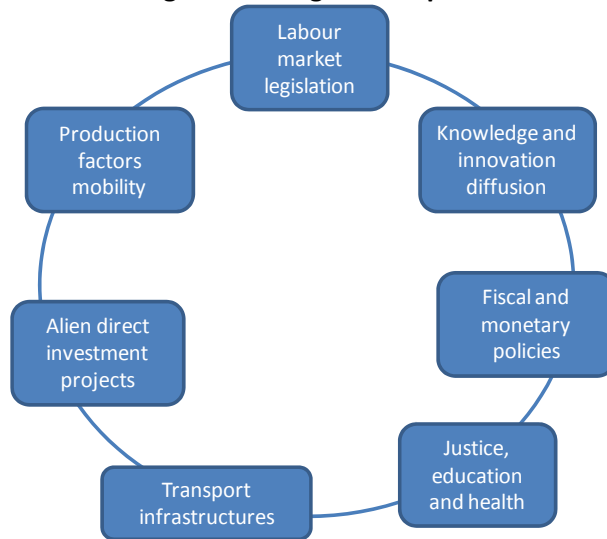 Labour
market
legislation
Knowledge and
innovation
diffusion
Fiscal and
monetary
policies
Justice,
education
and health
Transport
infrastructures
Alien direct
investment
projects
Production
factors
mobility